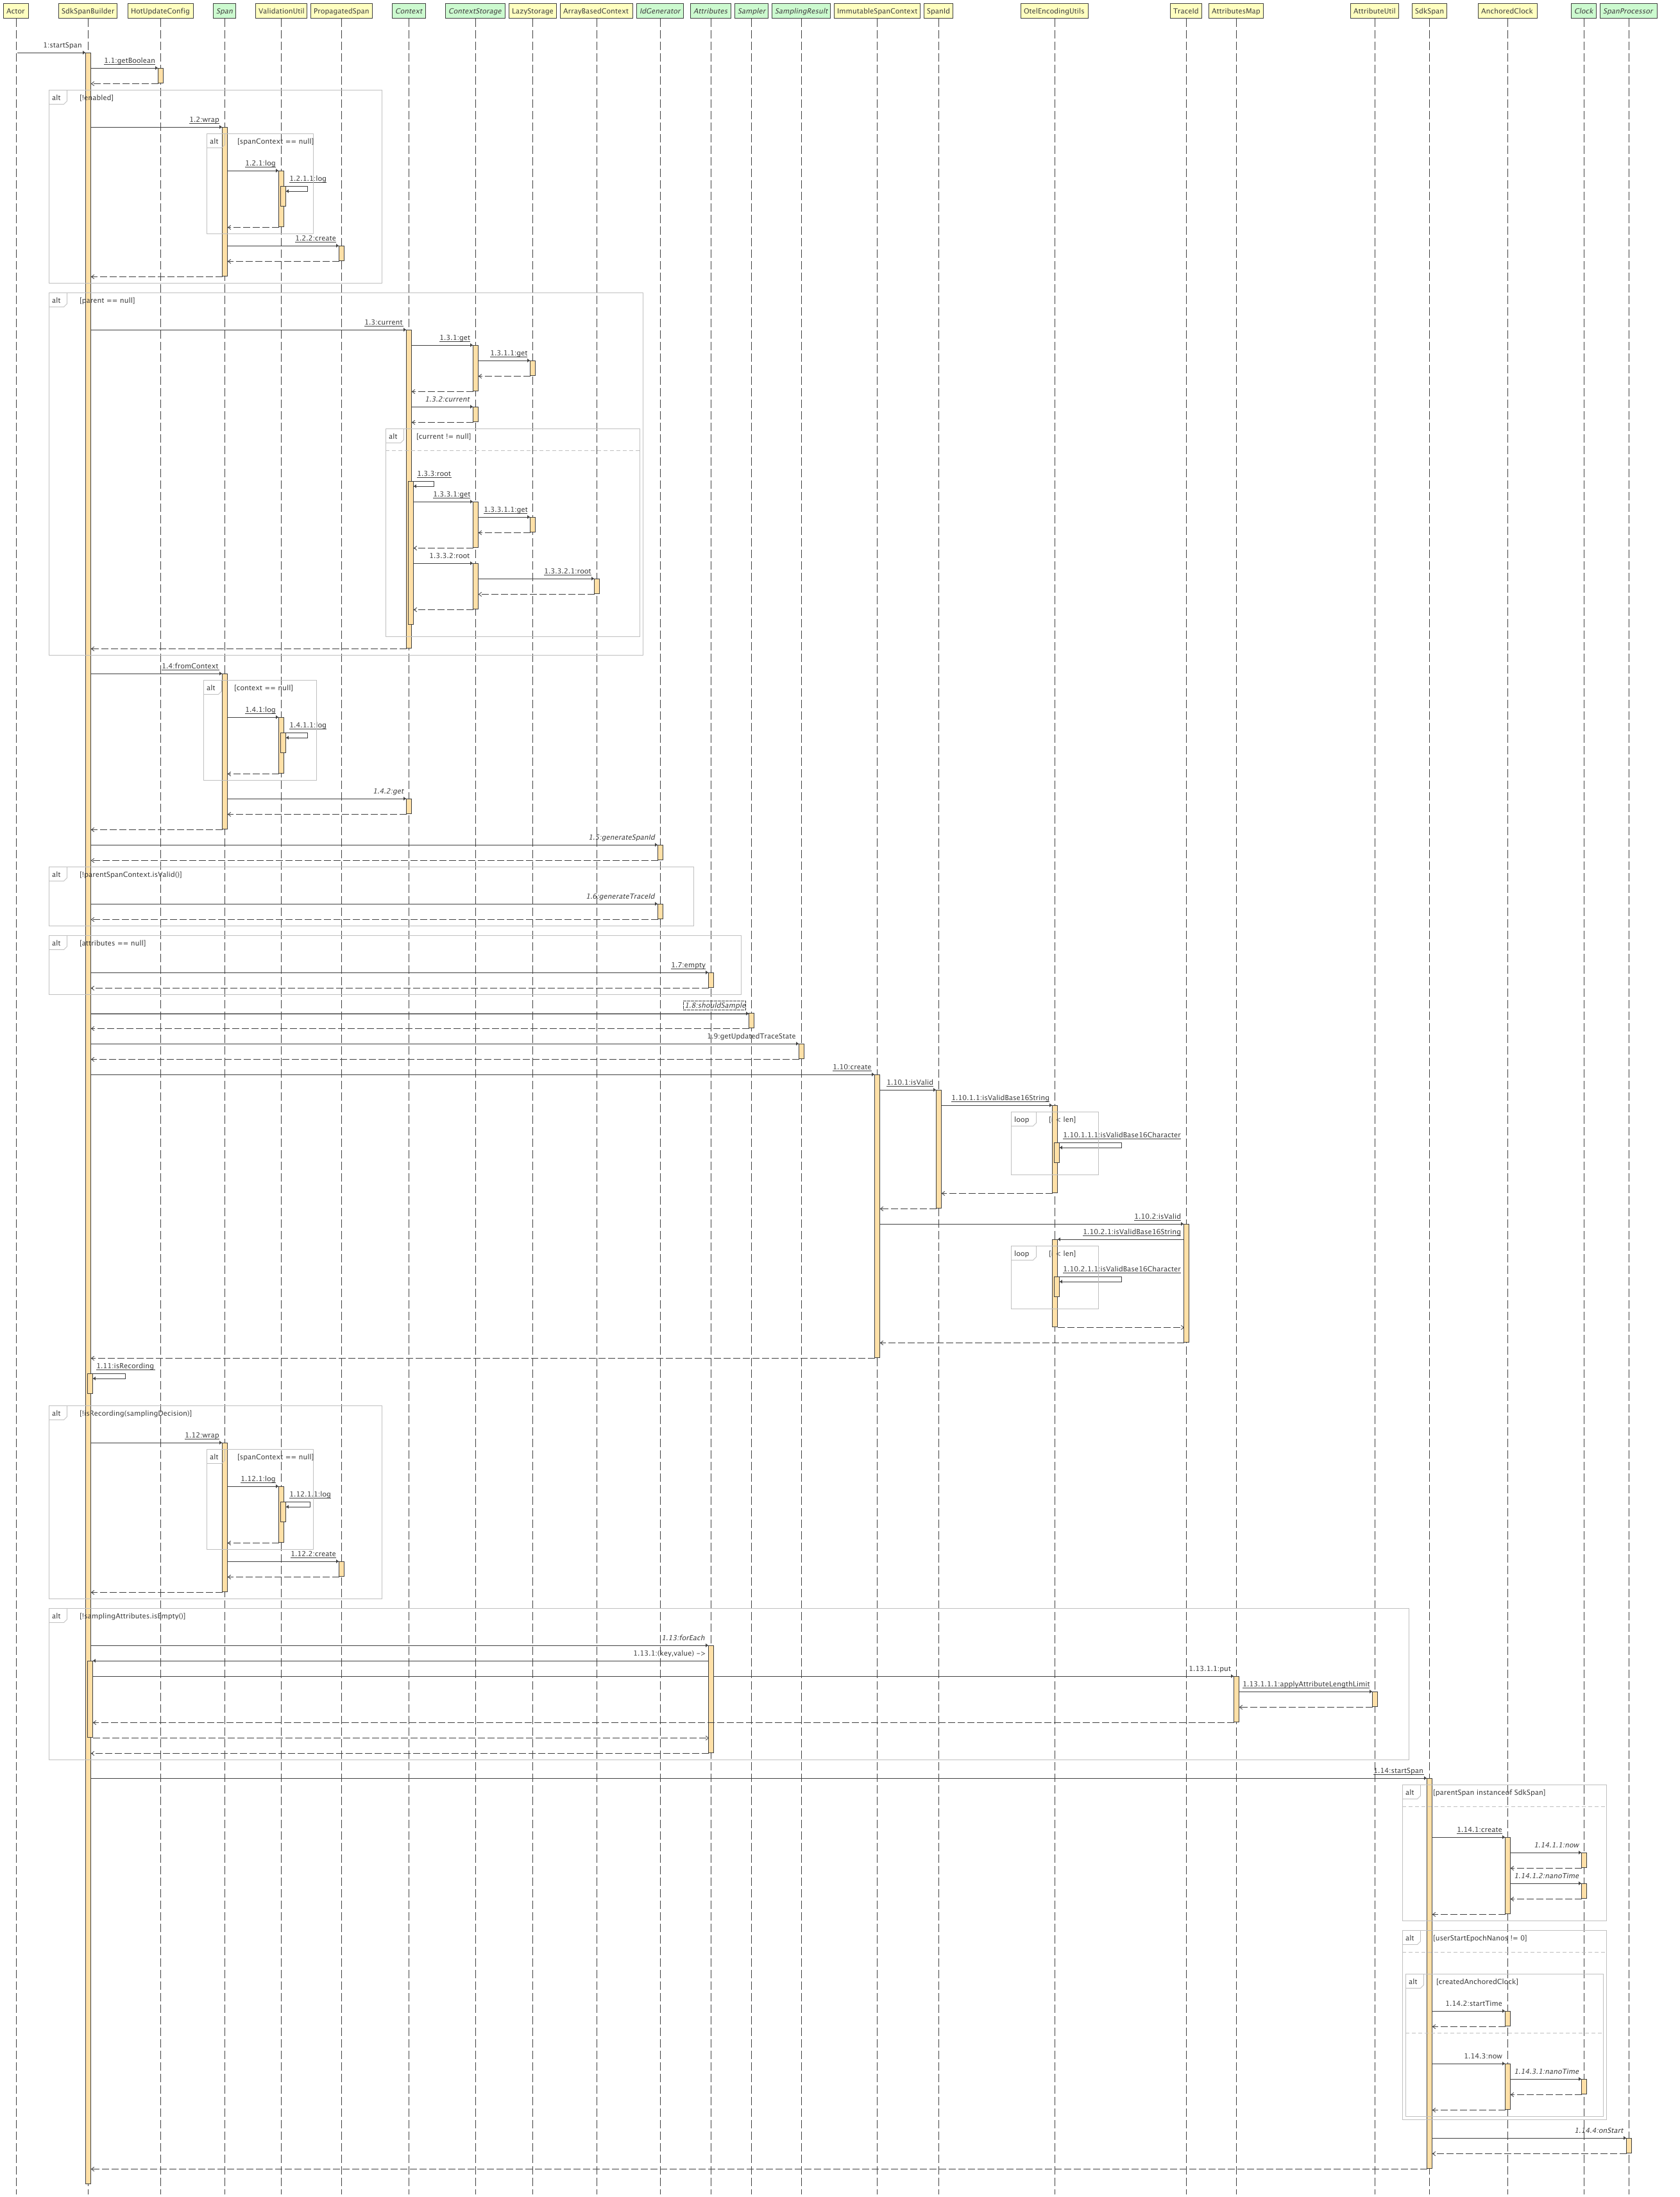 Actor
SdkSpanBuilder
HotUpdateConfig
Span
ValidationUtil
PropagatedSpan
Context
ContextStorage
LazyStorage
ArrayBasedContext
IdGenerator
Attributes
Sampler
SamplingResult
ImmutableSpanContext
SpanId
OtelEncodingUtils
TraceId
AttributesMap
AttributeUtil
SdkSpan
AnchoredClock
Clock
SpanProcessor
1:startSpan
1.1:getBoolean
alt [!enabled]
1.2:wrap
alt [spanContext == null]
1.2.1:log
1.2.1.1:log
1.2.2:create
alt [parent == null]
1.3:current
1.3.1:get
1.3.1.1:get
1.3.2:current
alt [current != null]
1.3.3:root
1.3.3.1:get
1.3.3.1.1:get
1.3.3.2:root
1.3.3.2.1:root
1.4:fromContext
alt [context == null]
1.4.1:log
1.4.1.1:log
1.4.2:get
1.5:generateSpanId
alt [!parentSpanContext.isValid()]
1.6:generateTraceId
alt [attributes == null]
1.7:empty
1.8:shouldSample
1.9:getUpdatedTraceState
1.10:create
1.10.1:isValid
1.10.1.1:isValidBase16String
loop [i < len]
1.10.1.1.1:isValidBase16Character
1.10.2:isValid
1.10.2.1:isValidBase16String
loop [i < len]
1.10.2.1.1:isValidBase16Character
1.11:isRecording
alt [!isRecording(samplingDecision)]
1.12:wrap
alt [spanContext == null]
1.12.1:log
1.12.1.1:log
1.12.2:create
alt [!samplingAttributes.isEmpty()]
1.13:forEach
1.13.1:(key,value) ->
1.13.1.1:put
1.13.1.1.1:applyAttributeLengthLimit
1.14:startSpan
alt [parentSpan instanceof SdkSpan]
1.14.1:create
1.14.1.1:now
1.14.1.2:nanoTime
alt [userStartEpochNanos != 0]
alt [createdAnchoredClock]
1.14.2:startTime
1.14.3:now
1.14.3.1:nanoTime
1.14.4:onStart